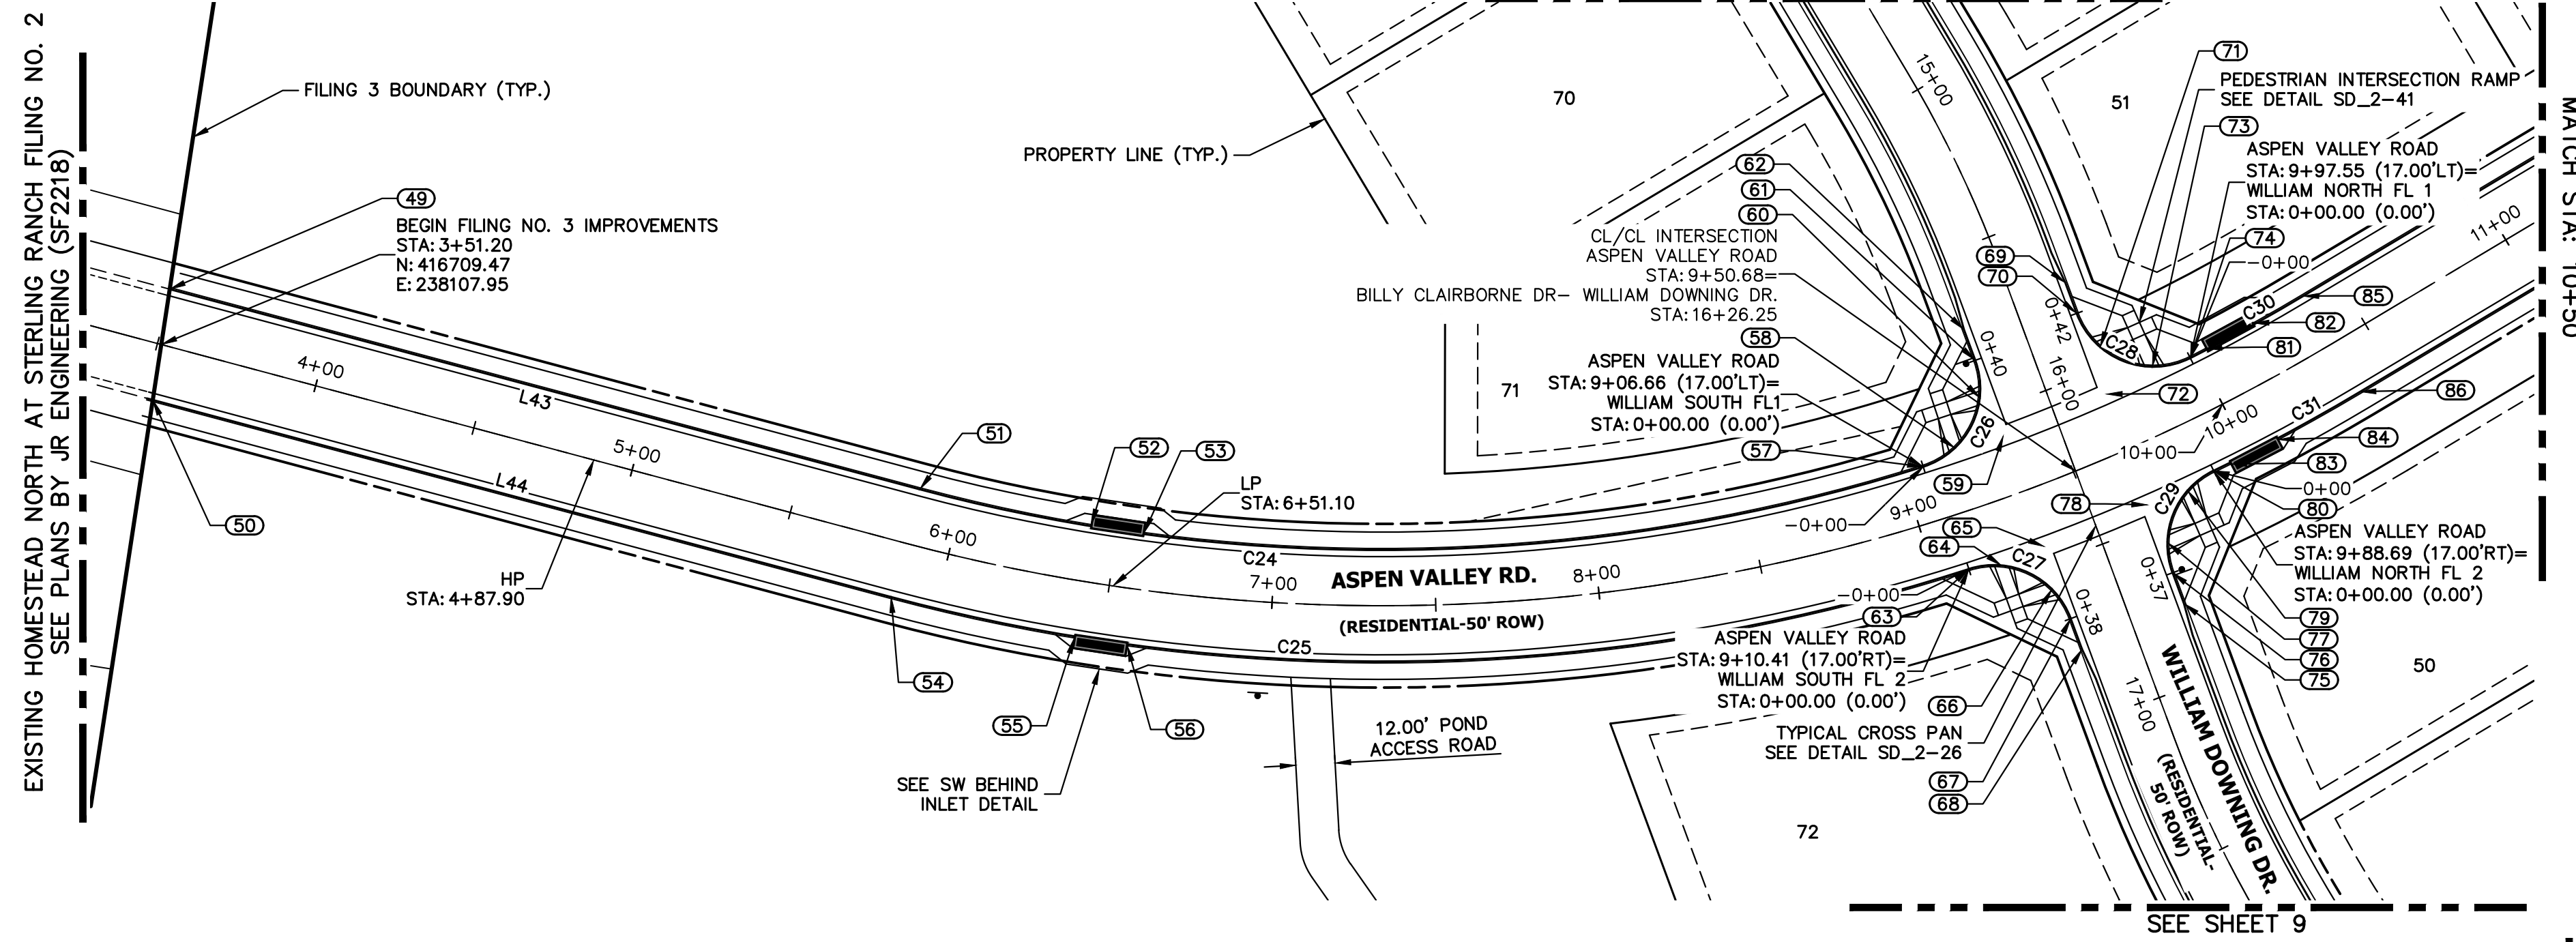 EXISTING HOMESTEAD NORTH AT STERLING RANCH FILING NO. 2
SEE PLANS BY JR ENGINEERING (SF2218)
FILING 3 BOUNDARY (TYP.)
49
BEGIN FILING NO. 3 IMPROVEMENTS
STA: 3+51.20
N: 416709.47
E: 238107.95
4+00
L43
5+00
L44
50
HP
STA: 4+87.90
51
52
53
LP
STA: 6+51.10
6+00
C24
7+00
ASPEN VALLEY RD.
8+00
(RESIDENTIAL-50' ROW)
C25
54
55
56
SEE SW BEHIND
INLET DETAIL
12.00' POND
ACCESS ROAD
PROPERTY LINE (TYP.)
70
71
72
62
61
60
CL/CL INTERSECTION
ASPEN VALLEY ROAD
STA: 9+50.68=
BILLY CLAIRBORNE DR- WILLIAM DOWNING DR.
STA: 16+26.25
58
ASPEN VALLEY ROAD
STA: 9+06.66 (17.00'LT)=
WILLIAM SOUTH FL1
STA: 0+00.00 (0.00')
57
59
C26
0+40
-0+00
9+00
15+00
16+00
69
70
0+42
C28
71
PEDESTRIAN INTERSECTION RAMP
SEE DETAIL SD_2-41
51
73
ASPEN VALLEY ROAD
STA: 9+97.55 (17.00'LT)=
WILLIAM NORTH FL 1
STA: 0+00.00 (0.00')
74
-0+00
C30
85
82
81
11+00
72
86
C31
10+00
10+00
84
83
0+00
80
78
C29
ASPEN VALLEY ROAD
STA: 9+88.69 (17.00'RT)=
WILLIAM NORTH FL 2
STA: 0+00.00 (0.00')
79
77
76
75
50
0+37
65
64
C27
-0+00
63
ASPEN VALLEY ROAD
STA: 9+10.41 (17.00'RT)=
WILLIAM SOUTH FL 2
STA: 0+00.00 (0.00')
66
TYPICAL CROSS PAN
SEE DETAIL SD_2-26
67
68
0+38
17+00
WILLIAM DOWNING DR.
(RESIDENTIAL-
50' ROW)
SEE SHEET 9
MATCH STA: 10+50